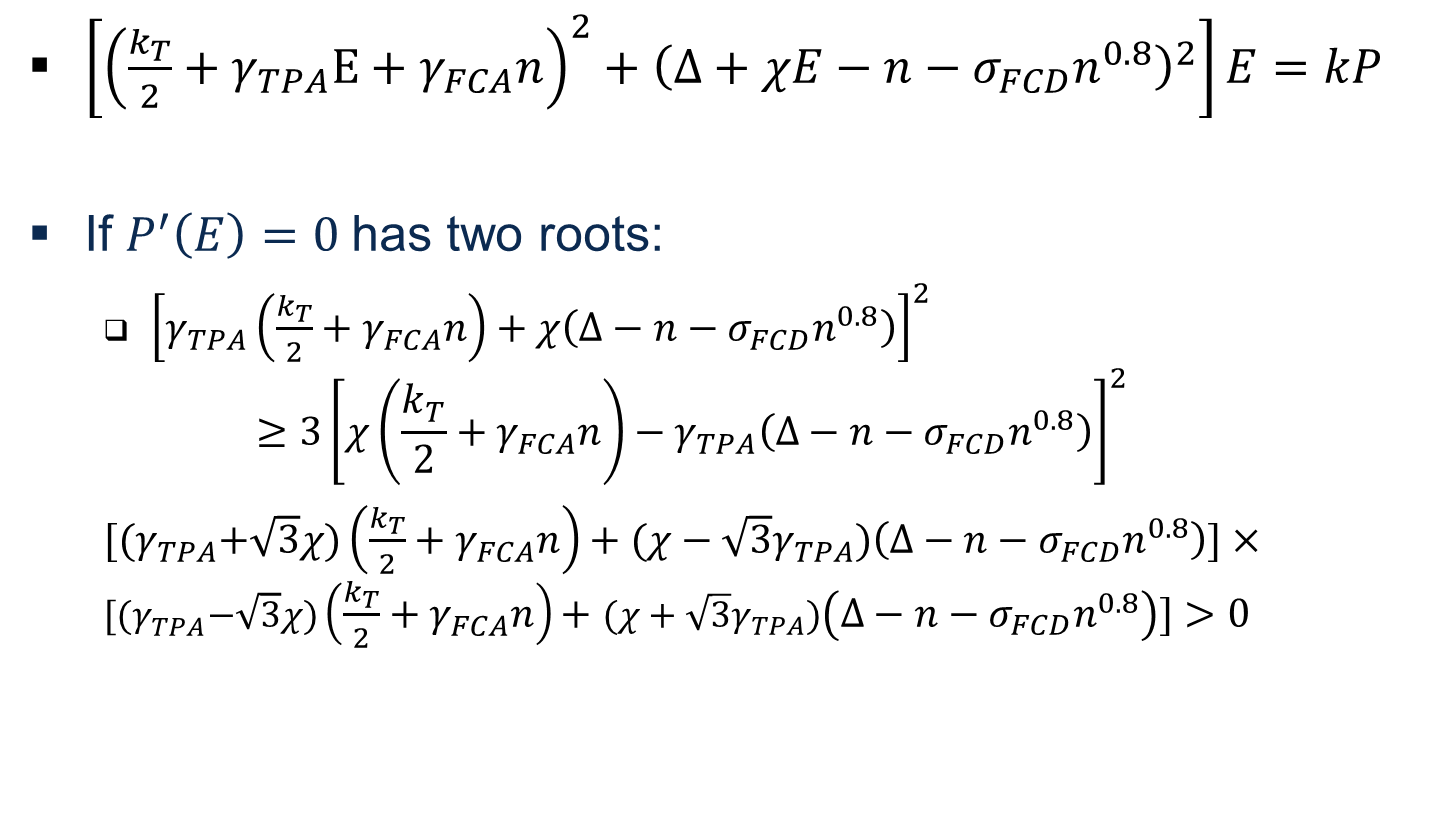 ▪ [(k_T/2 + γ_TPA E + γ_FCA n)² + (Δ + χE − n − σ_FCD n^0.8)²] E = kP
▪ If P′(E) = 0 has two roots:
❑ [γ_TPA (k_T/2 + γ_FCA n) + χ(Δ − n − σ_FCD n^0.8)]²
≥ 3 [χ (k_T/2 + γ_FCA n) − γ_TPA (Δ − n − σ_FCD n^0.8)]²
[(γ_TPA+√3χ) (k_T/2 + γ_FCA n) + (χ − √3γ_TPA)(Δ − n − σ_FCD n^0.8)] ×
[(γ_TPA−√3χ) (k_T/2 + γ_FCA n) + (χ + √3γ_TPA)(Δ − n − σ_FCD n^0.8)] > 0